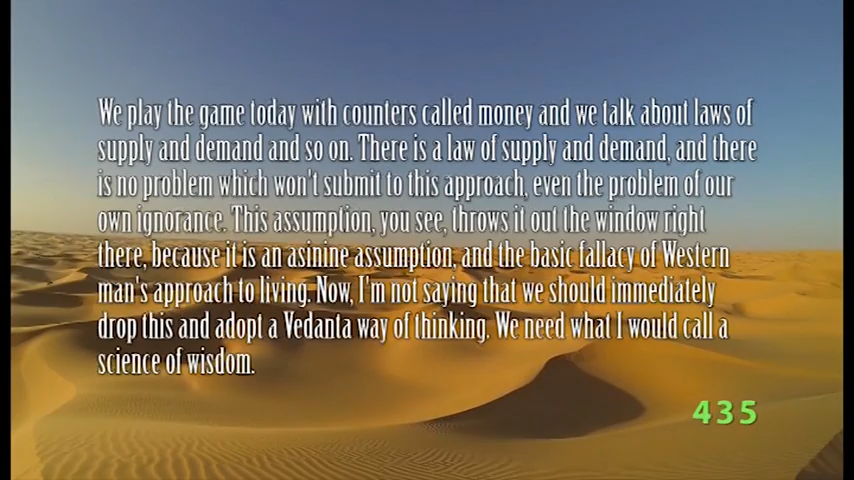 We play the game today with counters called money and we talk about laws of
supply and demand and so on. There is a law of supply and demand, and there
is no problem which won't submit to this approach, even the problem of our
own ignorance. This assumption, you see, throws it out the window right
there, because it is an asinine assumption, and the basic fallacy of Western
man's approach to living. Now, I'm not saying that we should immediately
drop this and adopt a Vedanta way of thinking. We need what I would call a
science of wisdom.
435